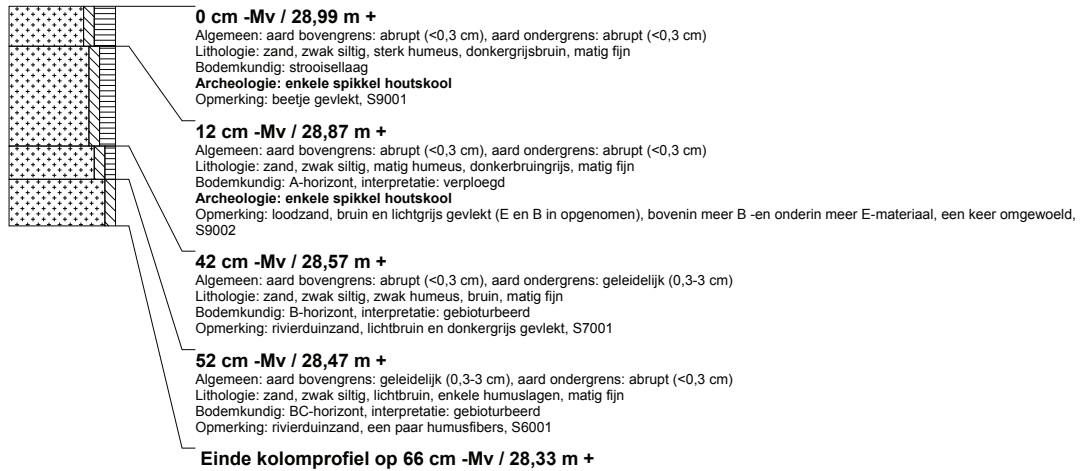 0 cm -Mv / 28,99 m +
Algemeen: aard bovengrens: abrupt (<0,3 cm), aard ondergrens: abrupt (<0,3 cm)
Lithologie: zand, zwak siltig, sterk humeus, donkergrijsbruin, matig fijn
Bodemkundig: strooisellaag
Archeologie: enkele spikkel houtskool
Opmerking: beetje gevlekt, S9001
12 cm -Mv / 28,87 m +
Algemeen: aard bovengrens: abrupt (<0,3 cm), aard ondergrens: abrupt (<0,3 cm)
Lithologie: zand, zwak siltig, matig humeus, donkerbruingrijs, matig fijn
Bodemkundig: A-horizont, interpretatie: verploegd
Archeologie: enkele spikkel houtskool
Opmerking: loodzand, bruin en lichtgrijs gevlekt (E en B in opgenomen), bovenin meer B -en onderin meer E-materiaal, een keer omgewoeld,
S9002
42 cm -Mv / 28,57 m +
Algemeen: aard bovengrens: abrupt (<0,3 cm), aard ondergrens: geleidelijk (0,3-3 cm)
Lithologie: zand, zwak siltig, zwak humeus, bruin, matig fijn
Bodemkundig: B-horizont, interpretatie: gebioturbeerd
Opmerking: rivierduinzand, lichtbruin en donkergrijs gevlekt, S7001
52 cm -Mv / 28,47 m +
Algemeen: aard bovengrens: geleidelijk (0,3-3 cm), aard ondergrens: abrupt (<0,3 cm)
Lithologie: zand, zwak siltig, lichtbruin, enkele humuslagen, matig fijn
Bodemkundig: BC-horizont, interpretatie: gebioturbeerd
Opmerking: rivierduinzand, een paar humusfibers, S6001
Einde kolomprofiel op 66 cm -Mv / 28,33 m +